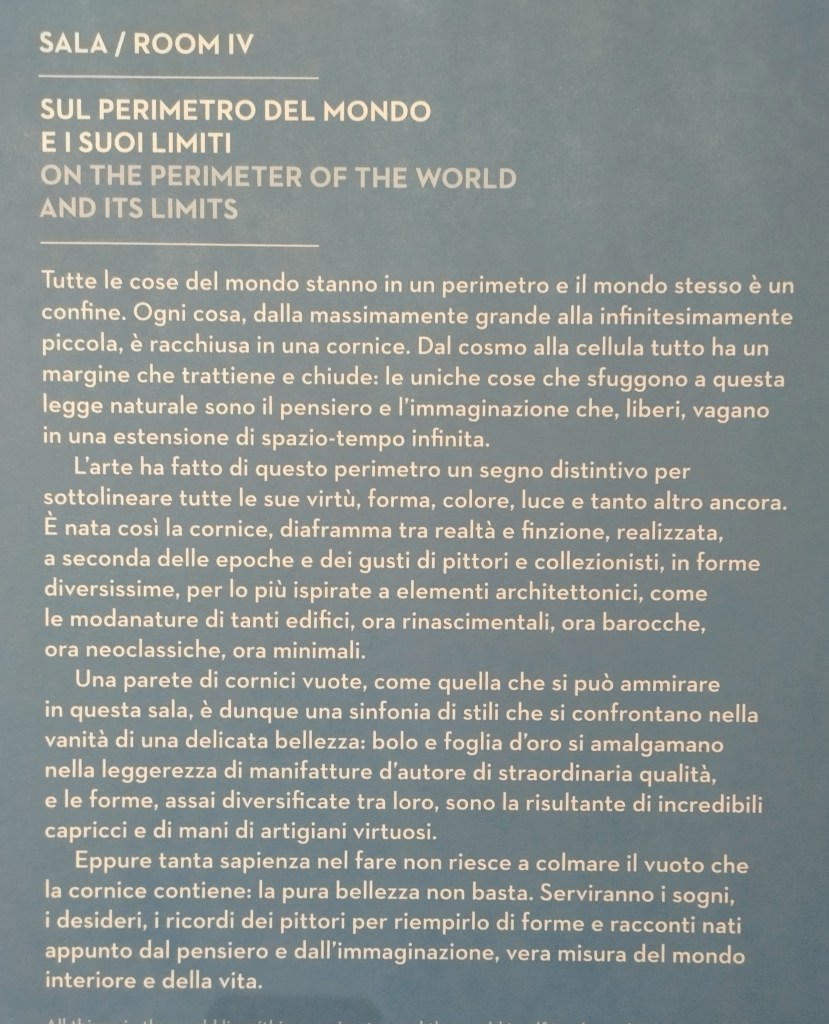 SALA / ROOM IV
SUL PERIMETRO DEL MONDO
E I SUOI LIMITI
ON THE PERIMETER OF THE WORLD
AND ITS LIMITS
Tutte le cose del mondo stanno in un perimetro e il mondo stesso è un
confine. Ogni cosa, dalla massimamente grande alla infinitesimamente
piccola, è racchiusa in una cornice. Dal cosmo alla cellula tutto ha un
margine che trattiene e chiude: le uniche cose che sfuggono a questa
legge naturale sono il pensiero e l'immaginazione che, liberi, vagano
in una estensione di spazio-tempo infinita.
L'arte ha fatto di questo perimetro un segno distintivo per
sottolineare tutte le sue virtù, forma, colore, luce e tanto altro ancora.
È nata così la cornice, diaframma tra realtà e finzione, realizzata,
a seconda delle epoche e dei gusti di pittori e collezionisti, in forme
diversissime, per lo più ispirate a elementi architettonici, come
le modanature di tanti edifici, ora rinascimentali, ora barocche,
ora neoclassiche, ora minimali.
Una parete di cornici vuote, come quella che si può ammirare
in questa sala, è dunque una sinfonia di stili che si confrontano nella
vanità di una delicata bellezza: bolo e foglia d'oro si amalgamano
nella leggerezza di manifatture d'autore di straordinaria qualità,
e le forme, assai diversificate tra loro, sono la risultante di incredibili
capricci e di mani di artigiani virtuosi.
Eppure tanta sapienza nel fare non riesce a colmare il vuoto che
la cornice contiene: la pura bellezza non basta. Serviranno i sogni,
i desideri, i ricordi dei pittori per riempirlo di forme e racconti nati
appunto dal pensiero e dall'immaginazione, vera misura del mondo
interiore e della vita.